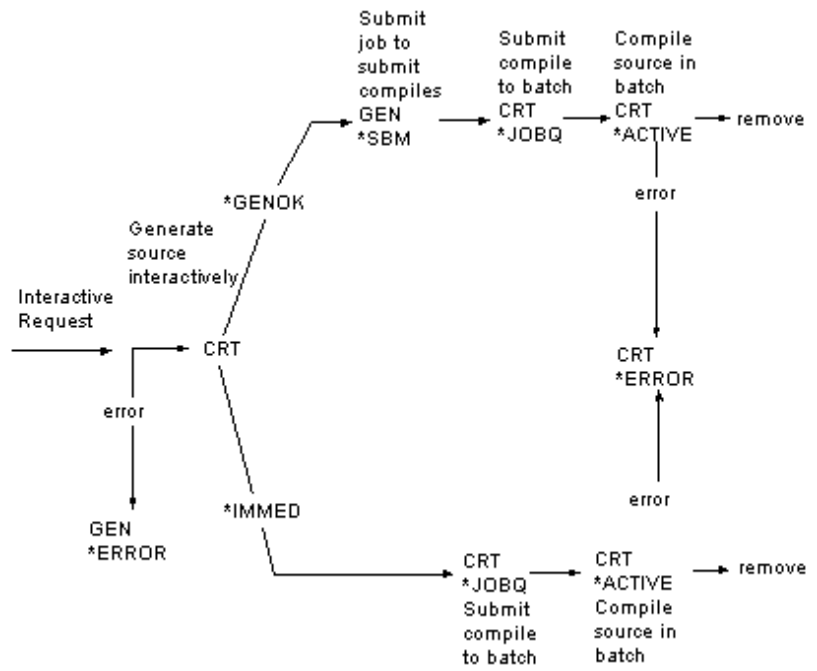 Submit
job to
submit
compiles
GEN
*SBM
Submit
compile
to batch
CRT
*JOBQ
Compile
source in
batch
CRT
*ACTIVE
remove
error
*GENOK
Generate
source
interactively
Interactive
Request
CRT
error
GEN
*ERROR
CRT
*ERROR
error
*IMMED
CRT
*JOBQ
Submit
compile
to batch
CRT
*ACTIVE
Compile
source in
batch
remove